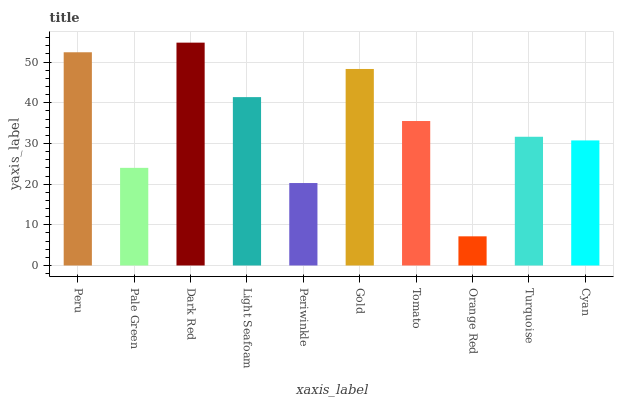 title
yaxis_label
50
40
30
20
10
0
Peru
Pale Green
Dark Red
Light Seafoam
Periwinkle
Gold
Tomato
Orange Red
Turquoise
Cyan
xaxis_label